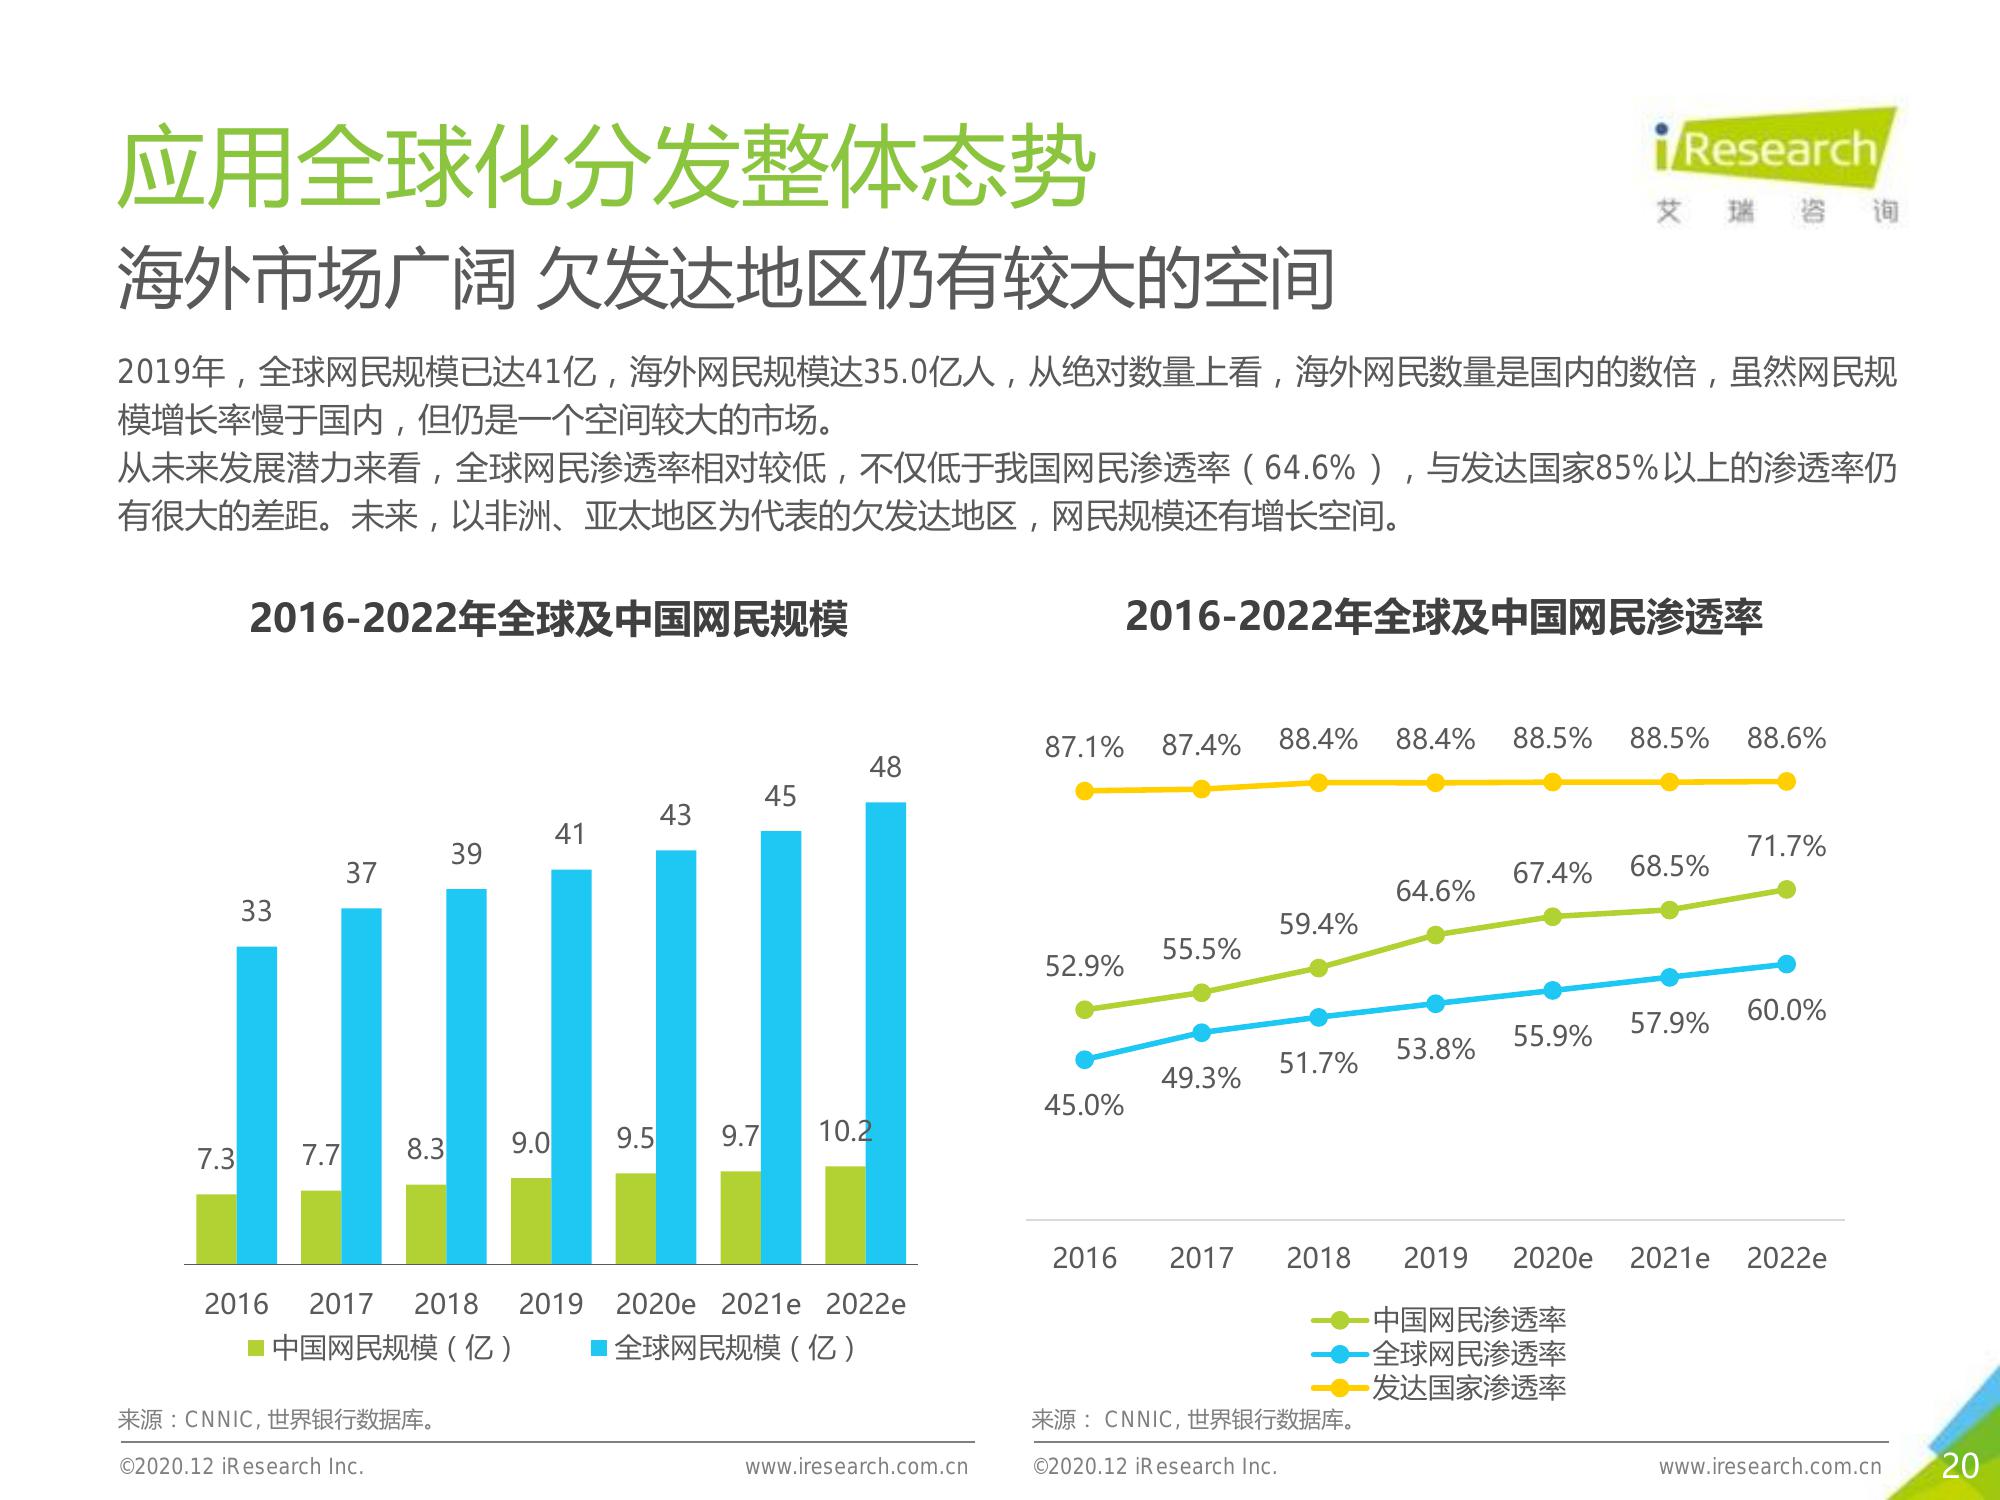 应用全球化分发整体态势
iResearch
艾瑞咨询
海外市场广阔 欠发达地区仍有较大的空间
2019年，全球网民规模已达41亿，海外网民规模达35.0亿人，从绝对数量上看，海外网民数量是国内的数倍，虽然网民规
模增长率慢于国内，但仍是一个空间较大的市场。
从未来发展潜力来看，全球网民渗透率相对较低，不仅低于我国网民渗透率（64.6%），与发达国家85%以上的渗透率仍
有很大的差距。未来，以非洲、亚太地区为代表的欠发达地区，网民规模还有增长空间。
2016-2022年全球及中国网民规模
33 37 39 41 43 45 48
7.3 7.7 8.3 9.0 9.5 9.7 10.2
2016 2017 2018 2019 2020e 2021e 2022e
中国网民规模（亿） 全球网民规模（亿）
来源：CNNIC, 世界银行数据库。
©2020.12 iResearch Inc. www.iresearch.com.cn
2016-2022年全球及中国网民渗透率
87.1% 87.4% 88.4% 88.4% 88.5% 88.5% 88.6%
52.9% 55.5% 59.4% 64.6% 67.4% 68.5% 71.7%
45.0% 49.3% 51.7% 53.8% 55.9% 57.9% 60.0%
2016 2017 2018 2019 2020e 2021e 2022e
中国网民渗透率
全球网民渗透率
发达国家渗透率
来源： CNNIC, 世界银行数据库。
©2020.12 iResearch Inc. www.iresearch.com.cn
20